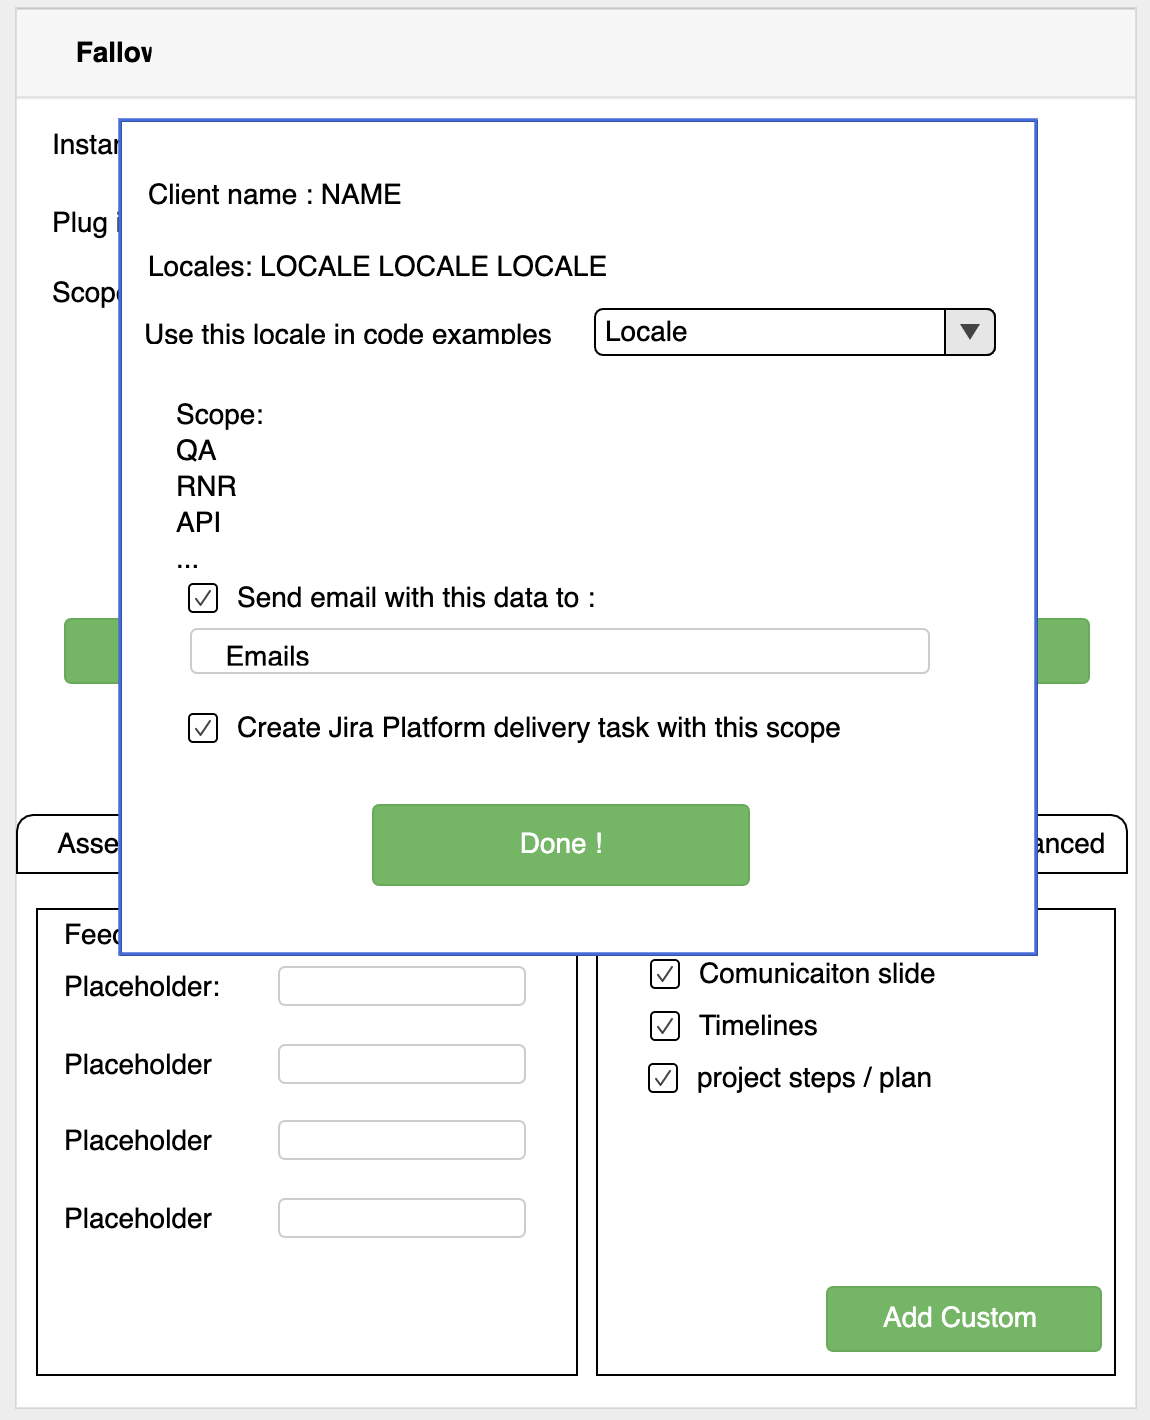 Fallov
Instar
Plug i
Scope
Client name : NAME
Locales: LOCALE LOCALE LOCALE
Use this locale in code examples
Locale
Scope:
QA
RNR
API
...
Send email with this data to :
Emails
Create Jira Platform delivery task with this scope
Done !
Asse
anced
Feed
Placeholder:
Placeholder
Placeholder
Placeholder
Comunicaiton slide
Timelines
project steps / plan
Add Custom